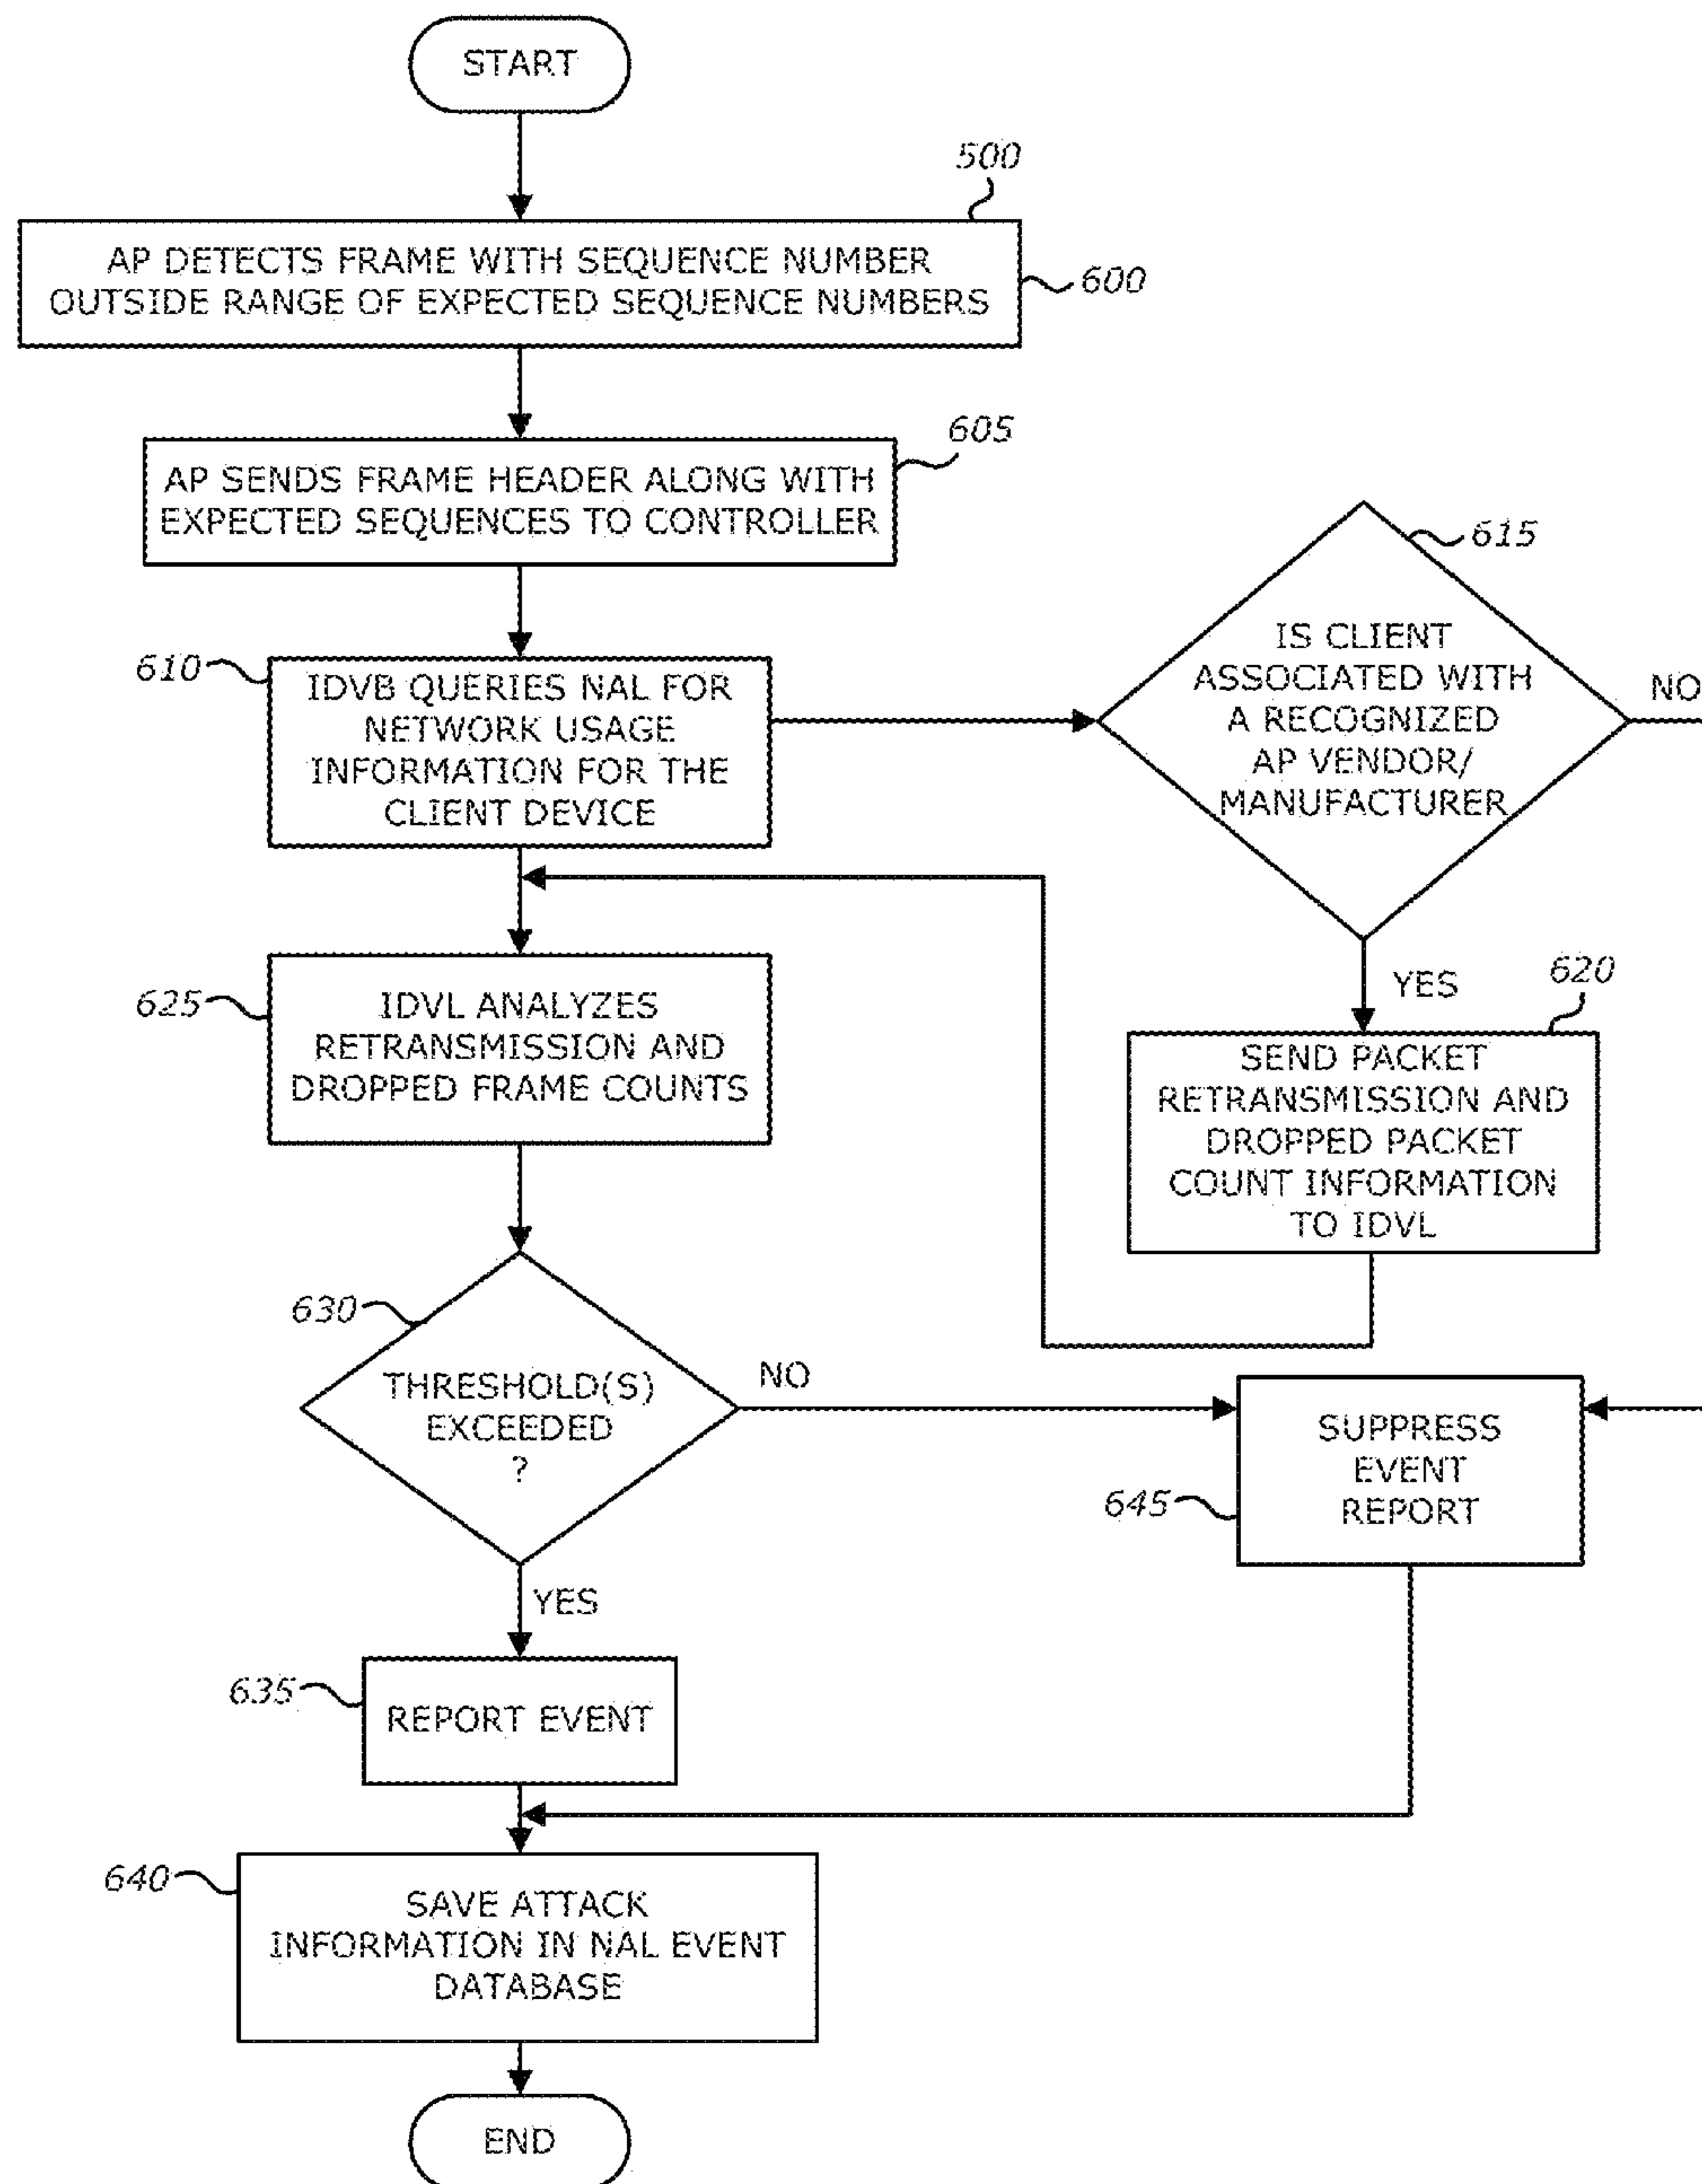 START
500
AP DETECTS FRAME WITH SEQUENCE NUMBER
OUTSIDE RANGE OF EXPECTED SEQUENCE NUMBERS
600
605
AP SENDS FRAME HEADER ALONG WITH
EXPECTED SEQUENCES TO CONTROLLER
610
IDVB QUERIES NAL FOR
NETWORK USAGE
INFORMATION FOR THE
CLIENT DEVICE
615
IS CLIENT
ASSOCIATED WITH
A RECOGNIZED
AP VENDOR/
MANUFACTURER
NO
YES
620
SEND PACKET
RETRANSMISSION AND
DROPPED PACKET
COUNT INFORMATION
TO IDVL
625
IDVL ANALYZES
RETRANSMISSION AND
DROPPED FRAME COUNTS
630
THRESHOLD(S)
EXCEEDED
?
NO
YES
645
SUPPRESS
EVENT
REPORT
635
REPORT EVENT
640
SAVE ATTACK
INFORMATION IN NAL EVENT
DATABASE
END